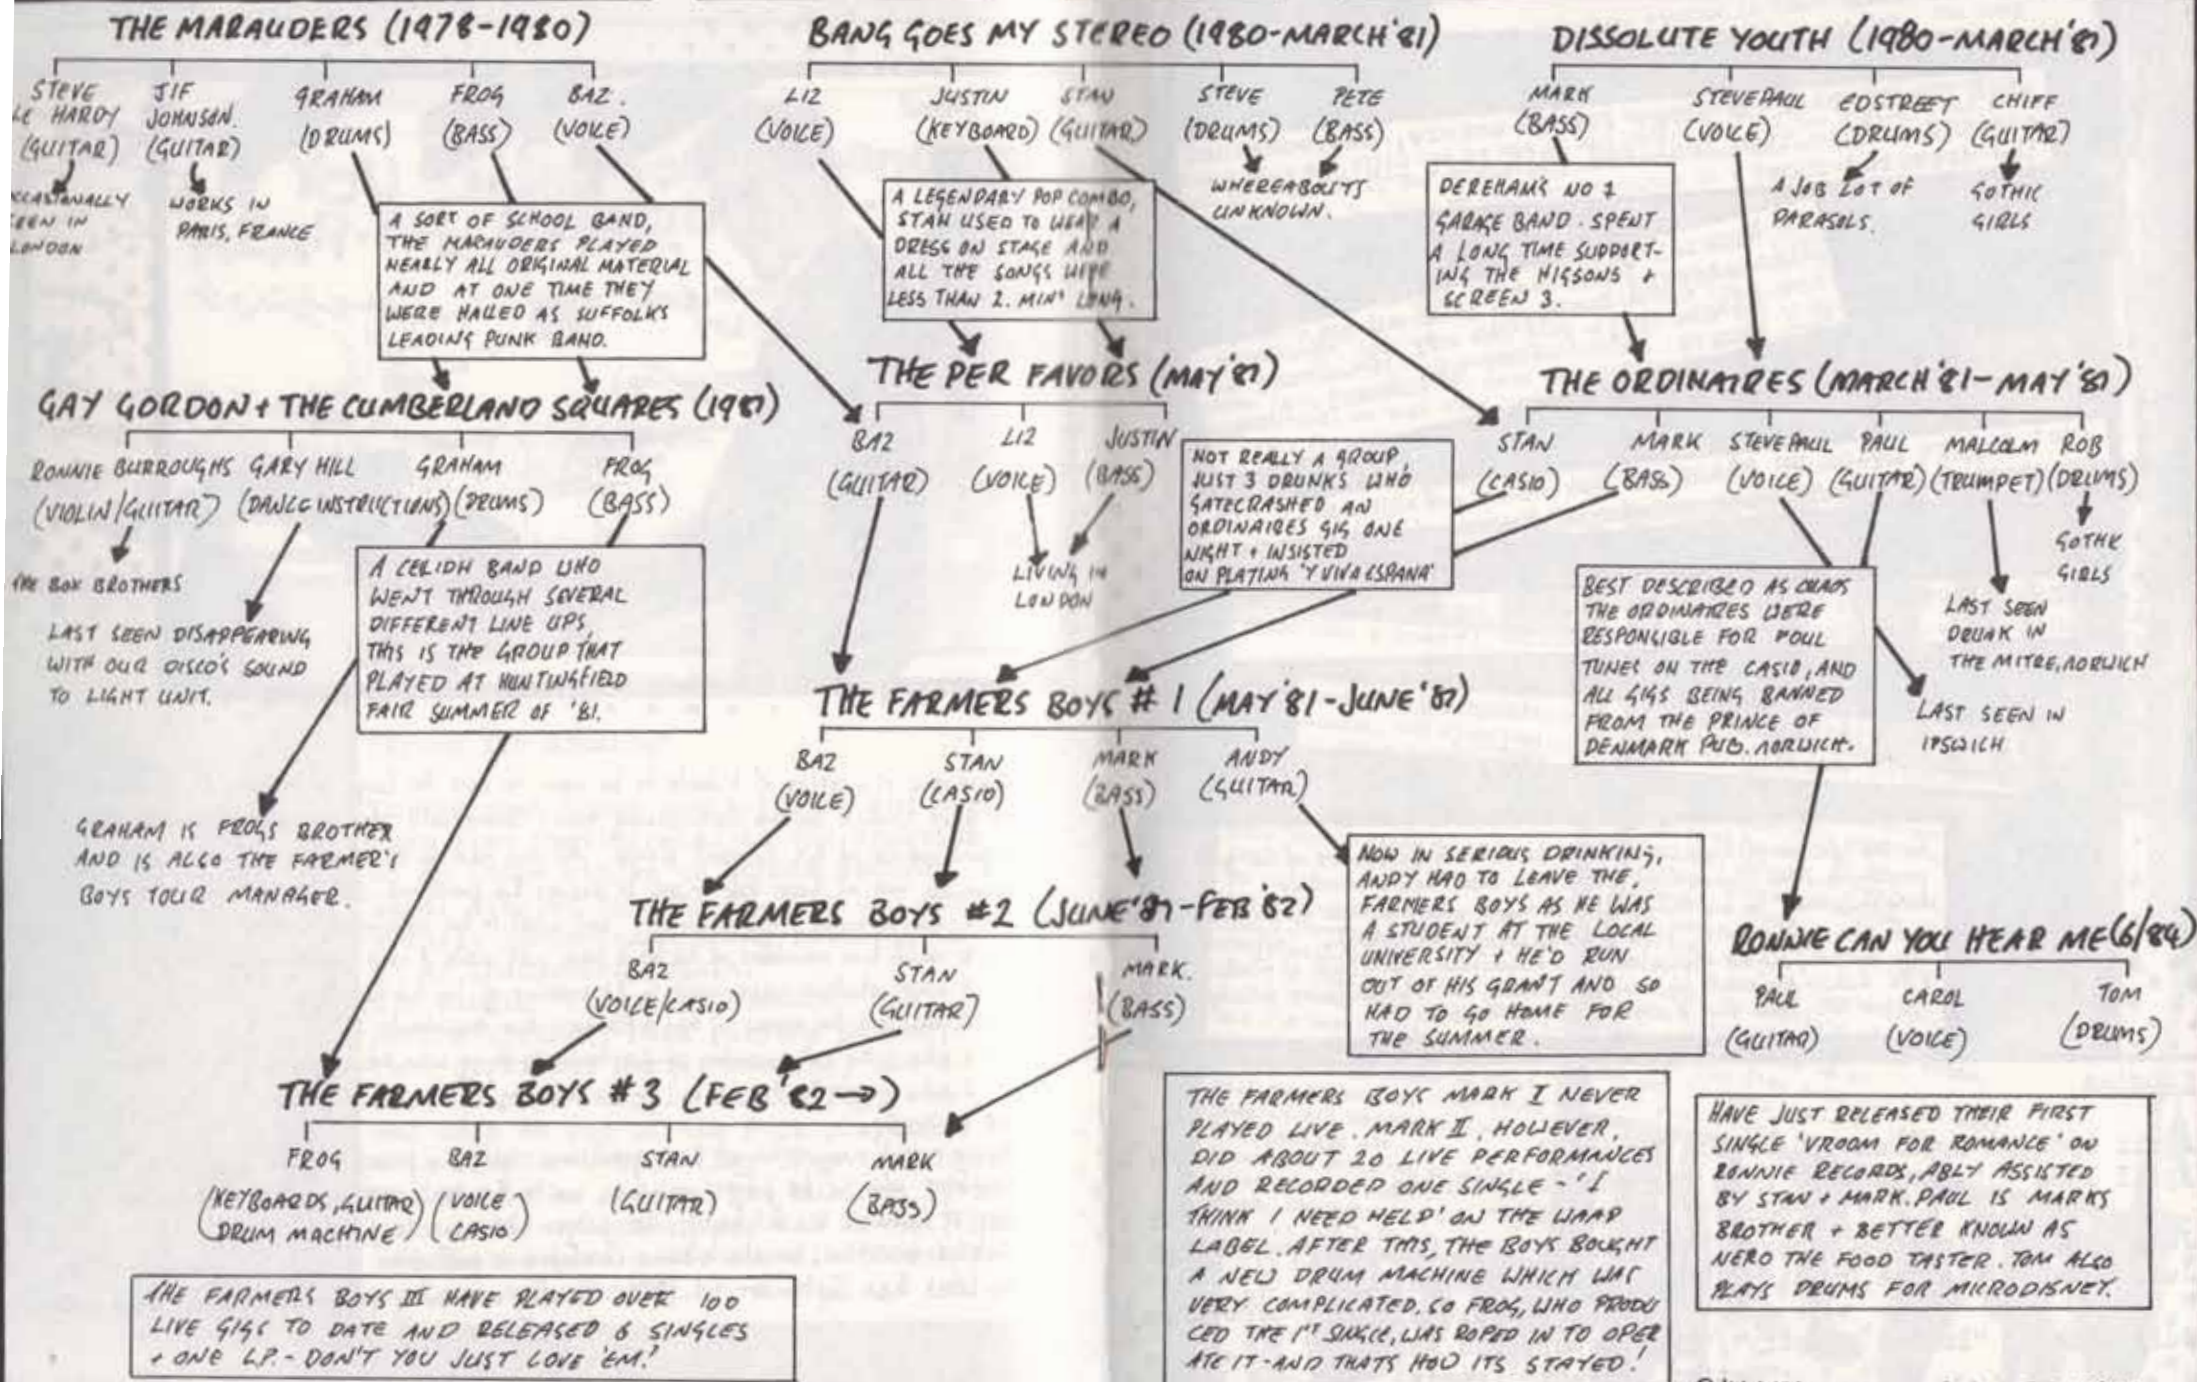 THE MARAUDERS (1978-1980)
STEVE
LE HARDY
(GUITAR)
OCCASIONALLY
SEEN IN
LONDON
JIF
JOHNSON.
(GUITAR)
WORKS IN
PARIS, FRANCE
GRAHAM
(DRUMS)
FROG
(BASS)
BAZ.
(VOICE)
A SORT OF SCHOOL BAND,
THE MARAUDERS PLAYED
NEARLY ALL ORIGINAL MATERIAL
AND AT ONE TIME THEY
WERE HAILED AS SUFFOLKS
LEADING PUNK BAND.
BANG GOES MY STEREO (1980-MARCH'81)
LIZ
(VOICE)
JUSTIN
(KEYBOARD)
STAN
(GUITAR)
STEVE
(DRUMS)
PETE
(BASS)
WHEREABOUTS
UNKNOWN.
A LEGENDARY POP COMBO,
STAN USED TO WEAR A
DRESS ON STAGE AND
ALL THE SONGS WERE
LESS THAN 2. MINS LONG.
DISSOLUTE YOUTH (1980-MARCH'81)
MARK
(BASS)
STEVE PAUL
(VOICE)
ED STREET
(DRUMS)
CHIFF
(GUITAR)
DEREHAM'S NO 1
GARAGE BAND. SPENT
A LONG TIME SUPPORT-
ING THE HIGSONS +
SCREEN 3.
A JOB LOT OF
PARASOLS.
GOTHIC
GIRLS
GAY GORDON + THE CUMBERLAND SQUARES (1981)
RONNIE BURROUGHS
(VIOLIN/GUITAR)
THE BOX BROTHERS
GARY HILL
(DANCE INSTRUCTIONS)
LAST SEEN DISAPPEARING
WITH OUR DISCO'S SOUND
TO LIGHT UNIT.
GRAHAM
(DRUMS)
FROG
(BASS)
A CELIDH BAND WHO
WENT THROUGH SEVERAL
DIFFERENT LINE UPS,
THIS IS THE GROUP THAT
PLAYED AT HUNTINGFIELD
FAIR SUMMER OF '81.
GRAHAM IS FROGS BROTHER
AND IS ALSO THE FARMER'S
BOYS TOUR MANAGER.
THE PER FAVORS (MAY'81)
BAZ
(GUITAR)
LIZ
(VOICE)
JUSTIN
(BASS)
LIVING IN
LONDON
NOT REALLY A GROUP,
JUST 3 DRUNKS WHO
GATECRASHED AN
ORDINAIRES GIG ONE
NIGHT + INSISTED
ON PLAYING 'Y VIVA ESPANA'
THE ORDINAIRES (MARCH'81-MAY'81)
STAN
(CASIO)
MARK
(BASS)
STEVE PAUL
(VOICE)
PAUL
(GUITAR)
MALCOLM
(TRUMPET)
ROB
(DRUMS)
GOTHIC
GIRLS
BEST DESCRIBED AS CHAOS
THE ORDINAIRES WERE
RESPONSIBLE FOR FOUL
TUNES ON THE CASIO, AND
ALL GIGS BEING BANNED
FROM THE PRINCE OF
DENMARK PUB. NORWICH.
LAST SEEN
DRUNK IN
THE MITRE, NORWICH
LAST SEEN IN
IPSWICH
THE FARMERS BOYS # 1 (MAY'81-JUNE'81)
BAZ
(VOICE)
STAN
(CASIO)
MARK
(BASS)
ANDY
(GUITAR)
NOW IN SERIOUS DRINKING,
ANDY HAD TO LEAVE THE,
FARMERS BOYS AS HE WAS
A STUDENT AT THE LOCAL
UNIVERSITY + HE'D RUN
OUT OF HIS GRANT AND SO
HAD TO GO HOME FOR
THE SUMMER.
THE FARMERS BOYS #2 (JUNE'81-FEB'82)
BAZ
(VOICE/CASIO)
STAN
(GUITAR)
MARK.
(BASS)
RONNIE CAN YOU HEAR ME (6/84)
PAUL
(GUITAR)
CAROL
(VOICE)
TOM
(DRUMS)
HAVE JUST RELEASED THEIR FIRST
SINGLE 'VROOM FOR ROMANCE' ON
RONNIE RECORDS, ABLY ASSISTED
BY STAN + MARK. PAUL IS MARKS
BROTHER + BETTER KNOWN AS
NERO THE FOOD TASTER. TOM ALSO
PLAYS DRUMS FOR MICRODISNEY.
THE FARMERS BOYS #3 (FEB'82→)
FROG
(KEYBOARDS, GUITAR
DRUM MACHINE)
BAZ
(VOICE
CASIO)
STAN
(GUITAR)
MARK
(BASS)
THE FARMERS BOYS III HAVE PLAYED OVER 100
LIVE GIGS TO DATE AND RELEASED 6 SINGLES
+ ONE L.P. - DON'T YOU JUST LOVE 'EM!
THE FARMERS BOYS MARK I NEVER
PLAYED LIVE. MARK II, HOWEVER,
DID ABOUT 20 LIVE PERFORMANCES
AND RECORDED ONE SINGLE - 'I
THINK I NEED HELP' ON THE WAAP
LABEL. AFTER THIS, THE BOYS BOUGHT
A NEW DRUM MACHINE WHICH WAS
VERY COMPLICATED. SO FROG, WHO PRODU
CED THE 1ST SINGLE, WAS ROPED IN TO OPER
ATE IT - AND THATS HOW ITS STAYED!